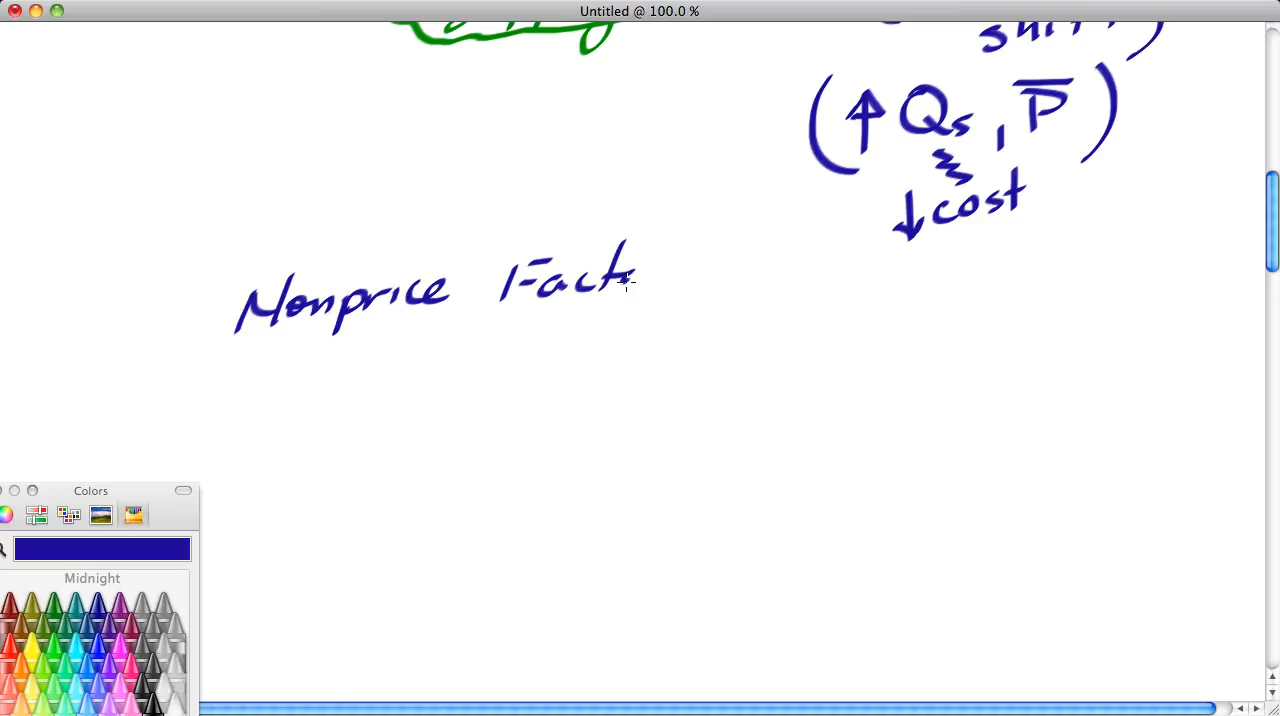 Untitled @ 100.0 %
(↑ Qs, P̅)
↓ cost
Nonprice Fact
Colors
Midnight